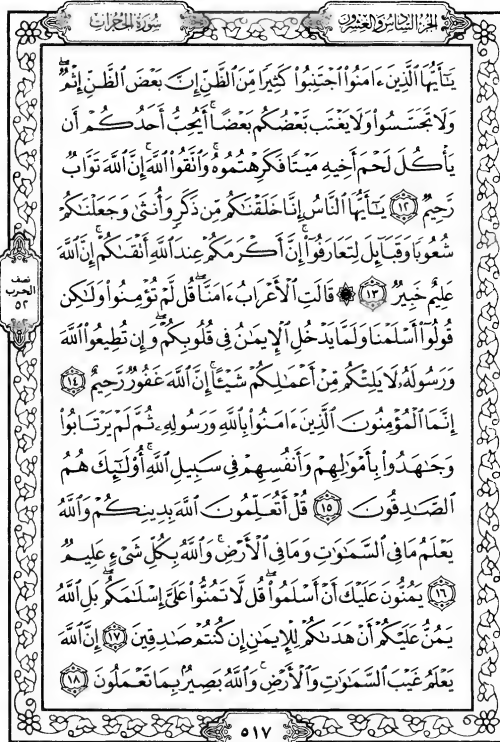 الجزء السادس والعشرون
سورة الحجرات
يَٰٓأَيُّهَا ٱلَّذِينَ ءَامَنُوا۟ ٱجْتَنِبُوا۟ كَثِيرًا مِّنَ ٱلظَّنِّ إِنَّ بَعْضَ ٱلظَّنِّ إِثْمٌ ۖ
وَلَا تَجَسَّسُوا۟ وَلَا يَغْتَب بَّعْضُكُم بَعْضًا ۚ أَيُحِبُّ أَحَدُكُمْ أَن
يَأْكُلَ لَحْمَ أَخِيهِ مَيْتًا فَكَرِهْتُمُوهُ ۚ وَٱتَّقُوا۟ ٱللَّهَ ۚ إِنَّ ٱللَّهَ تَوَّابٌ
رَّحِيمٌ ١٢ يَٰٓأَيُّهَا ٱلنَّاسُ إِنَّا خَلَقْنَٰكُم مِّن ذَكَرٍ وَأُنثَىٰ وَجَعَلْنَٰكُمْ
شُعُوبًا وَقَبَآئِلَ لِتَعَارَفُوٓا۟ ۚ إِنَّ أَكْرَمَكُمْ عِندَ ٱللَّهِ أَتْقَىٰكُمْ ۚ إِنَّ ٱللَّهَ
عَلِيمٌ خَبِيرٌ ١٣ ۞ قَالَتِ ٱلْأَعْرَابُ ءَامَنَّا ۖ قُل لَّمْ تُؤْمِنُوا۟ وَلَٰكِن
قُولُوٓا۟ أَسْلَمْنَا وَلَمَّا يَدْخُلِ ٱلْإِيمَٰنُ فِى قُلُوبِكُمْ ۖ وَإِن تُطِيعُوا۟ ٱللَّهَ
وَرَسُولَهُۥ لَا يَلِتْكُم مِّنْ أَعْمَٰلِكُمْ شَيْـًٔا ۚ إِنَّ ٱللَّهَ غَفُورٌ رَّحِيمٌ ١٤
إِنَّمَا ٱلْمُؤْمِنُونَ ٱلَّذِينَ ءَامَنُوا۟ بِٱللَّهِ وَرَسُولِهِۦ ثُمَّ لَمْ يَرْتَابُوا۟
وَجَٰهَدُوا۟ بِأَمْوَٰلِهِمْ وَأَنفُسِهِمْ فِى سَبِيلِ ٱللَّهِ ۚ أُو۟لَٰٓئِكَ هُمُ
ٱلصَّٰدِقُونَ ١٥ قُلْ أَتُعَلِّمُونَ ٱللَّهَ بِدِينِكُمْ وَٱللَّهُ
يَعْلَمُ مَا فِى ٱلسَّمَٰوَٰتِ وَمَا فِى ٱلْأَرْضِ ۚ وَٱللَّهُ بِكُلِّ شَىْءٍ عَلِيمٌ
١٦ يَمُنُّونَ عَلَيْكَ أَنْ أَسْلَمُوا۟ ۖ قُل لَّا تَمُنُّوا۟ عَلَىَّ إِسْلَٰمَكُم ۖ بَلِ ٱللَّهُ
يَمُنُّ عَلَيْكُمْ أَنْ هَدَىٰكُمْ لِلْإِيمَٰنِ إِن كُنتُمْ صَٰدِقِينَ ١٧ إِنَّ ٱللَّهَ
يَعْلَمُ غَيْبَ ٱلسَّمَٰوَٰتِ وَٱلْأَرْضِ ۚ وَٱللَّهُ بَصِيرٌۢ بِمَا تَعْمَلُونَ ١٨
نصف
الحزب
٥٢
٥١٧